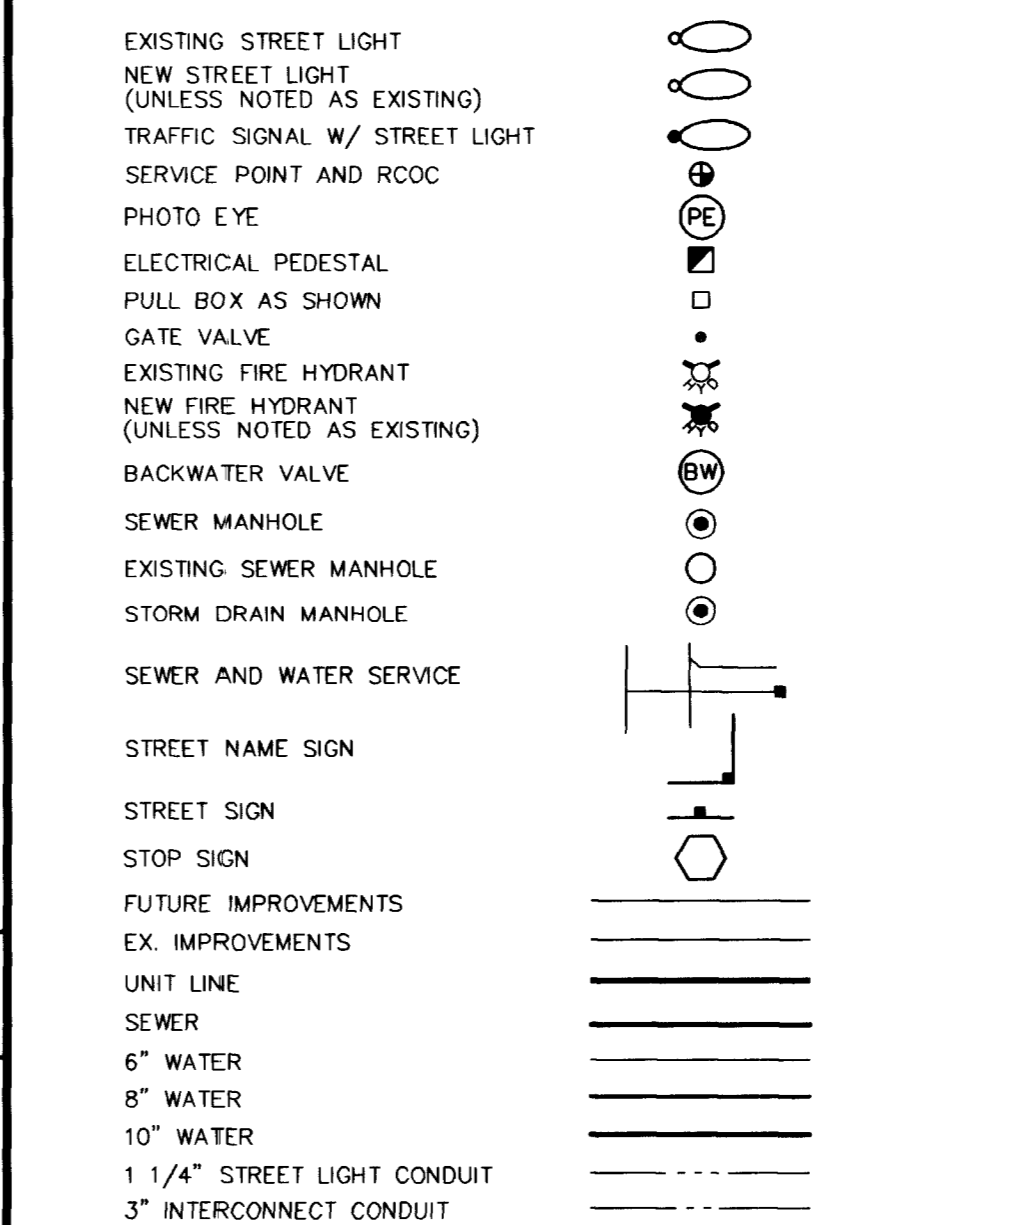 EXISTING STREET LIGHT
NEW STREET LIGHT
(UNLESS NOTED AS EXISTING)
TRAFFIC SIGNAL W/ STREET LIGHT
SERVICE POINT AND RCOC
PHOTO EYE
PE
ELECTRICAL PEDESTAL
PULL BOX AS SHOWN
GATE VALVE
EXISTING FIRE HYDRANT
HYD
NEW FIRE HYDRANT
(UNLESS NOTED AS EXISTING)
HYD
BACKWATER VALVE
BW
SEWER MANHOLE
EXISTING SEWER MANHOLE
STORM DRAIN MANHOLE
SEWER AND WATER SERVICE
STREET NAME SIGN
STREET SIGN
STOP SIGN
FUTURE IMPROVEMENTS
EX. IMPROVEMENTS
UNIT LINE
SEWER
6" WATER
8" WATER
10" WATER
1 1/4" STREET LIGHT CONDUIT
3" INTERCONNECT CONDUIT